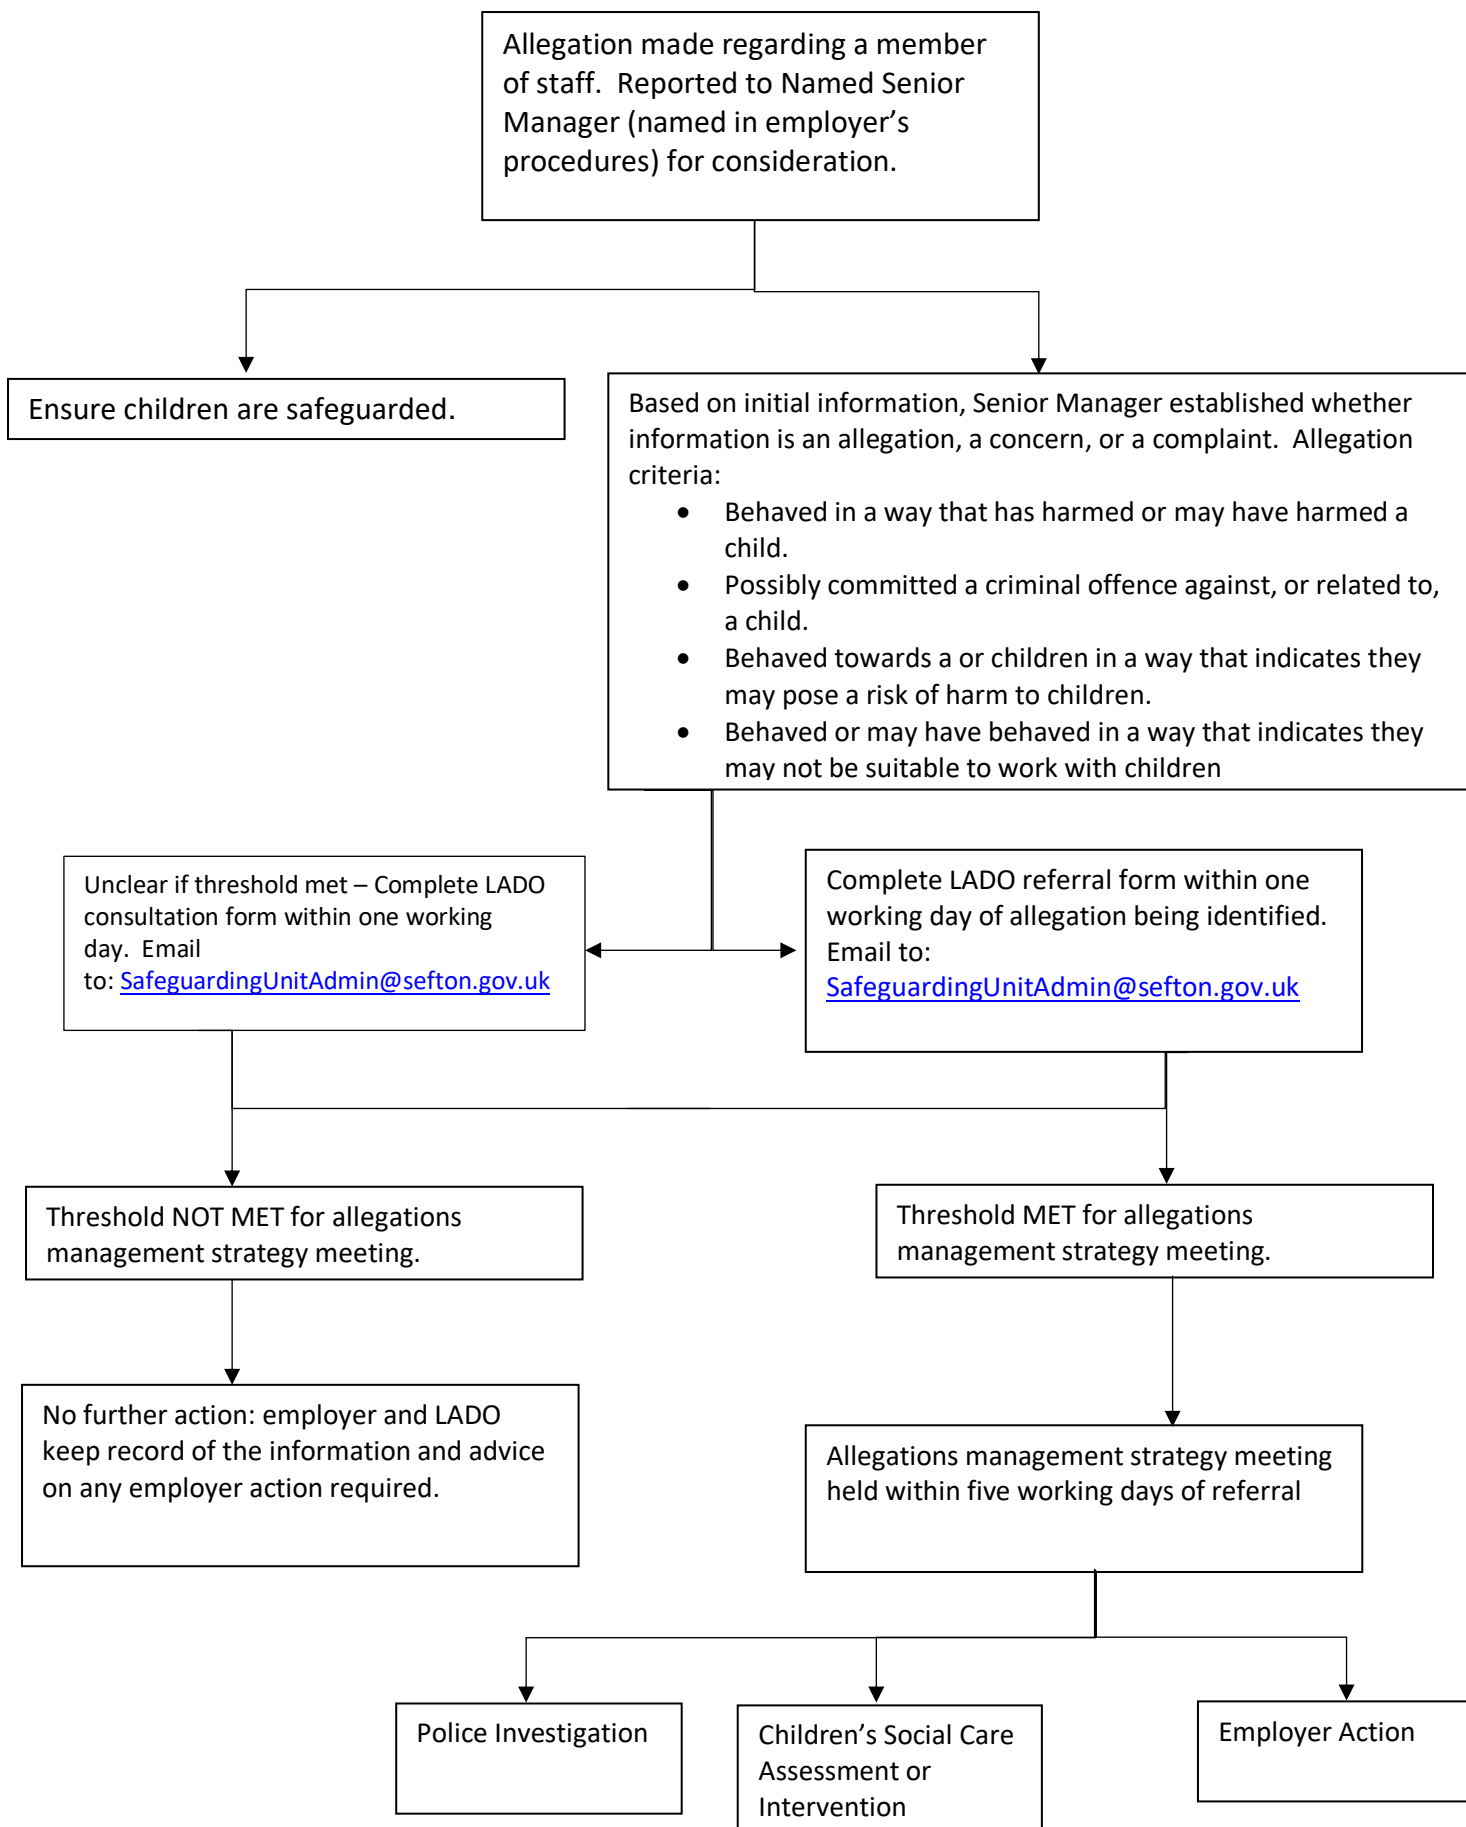 Allegation made regarding a member
of staff.  Reported to Named Senior
Manager (named in employer’s
procedures) for consideration.
Ensure children are safeguarded.
Based on initial information, Senior Manager established whether
information is an allegation, a concern, or a complaint.  Allegation
criteria:
• Behaved in a way that has harmed or may have harmed a
child.
• Possibly committed a criminal offence against, or related to,
a child.
• Behaved towards a or children in a way that indicates they
may pose a risk of harm to children.
• Behaved or may have behaved in a way that indicates they
may not be suitable to work with children
Unclear if threshold met – Complete LADO
consultation form within one working
day.  Email
to: SafeguardingUnitAdmin@sefton.gov.uk
Complete LADO referral form within one
working day of allegation being identified.
Email to:
SafeguardingUnitAdmin@sefton.gov.uk
Threshold NOT MET for allegations
management strategy meeting.
Threshold MET for allegations
management strategy meeting.
No further action: employer and LADO
keep record of the information and advice
on any employer action required.
Allegations management strategy meeting
held within five working days of referral
Police Investigation
Children’s Social Care
Assessment or
Intervention
Employer Action